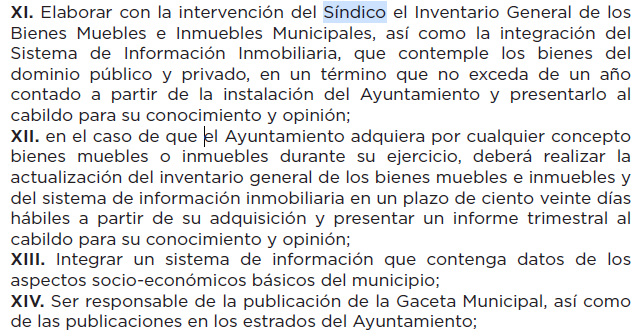 XI. Elaborar con la intervención del Síndico el Inventario General de los
Bienes Muebles e Inmuebles Municipales, así como la integración del
Sistema de Información Inmobiliaria, que contemple los bienes del
dominio público y privado, en un término que no exceda de un año
contado a partir de la instalación del Ayuntamiento y presentarlo al
cabildo para su conocimiento y opinión;
XII. en el caso de que el Ayuntamiento adquiera por cualquier concepto
bienes muebles o inmuebles durante su ejercicio, deberá realizar la
actualización del inventario general de los bienes muebles e inmuebles y
del sistema de información inmobiliaria en un plazo de ciento veinte días
hábiles a partir de su adquisición y presentar un informe trimestral al
cabildo para su conocimiento y opinión;
XIII. Integrar un sistema de información que contenga datos de los
aspectos socio-económicos básicos del municipio;
XIV. Ser responsable de la publicación de la Gaceta Municipal, así como
de las publicaciones en los estrados del Ayuntamiento;